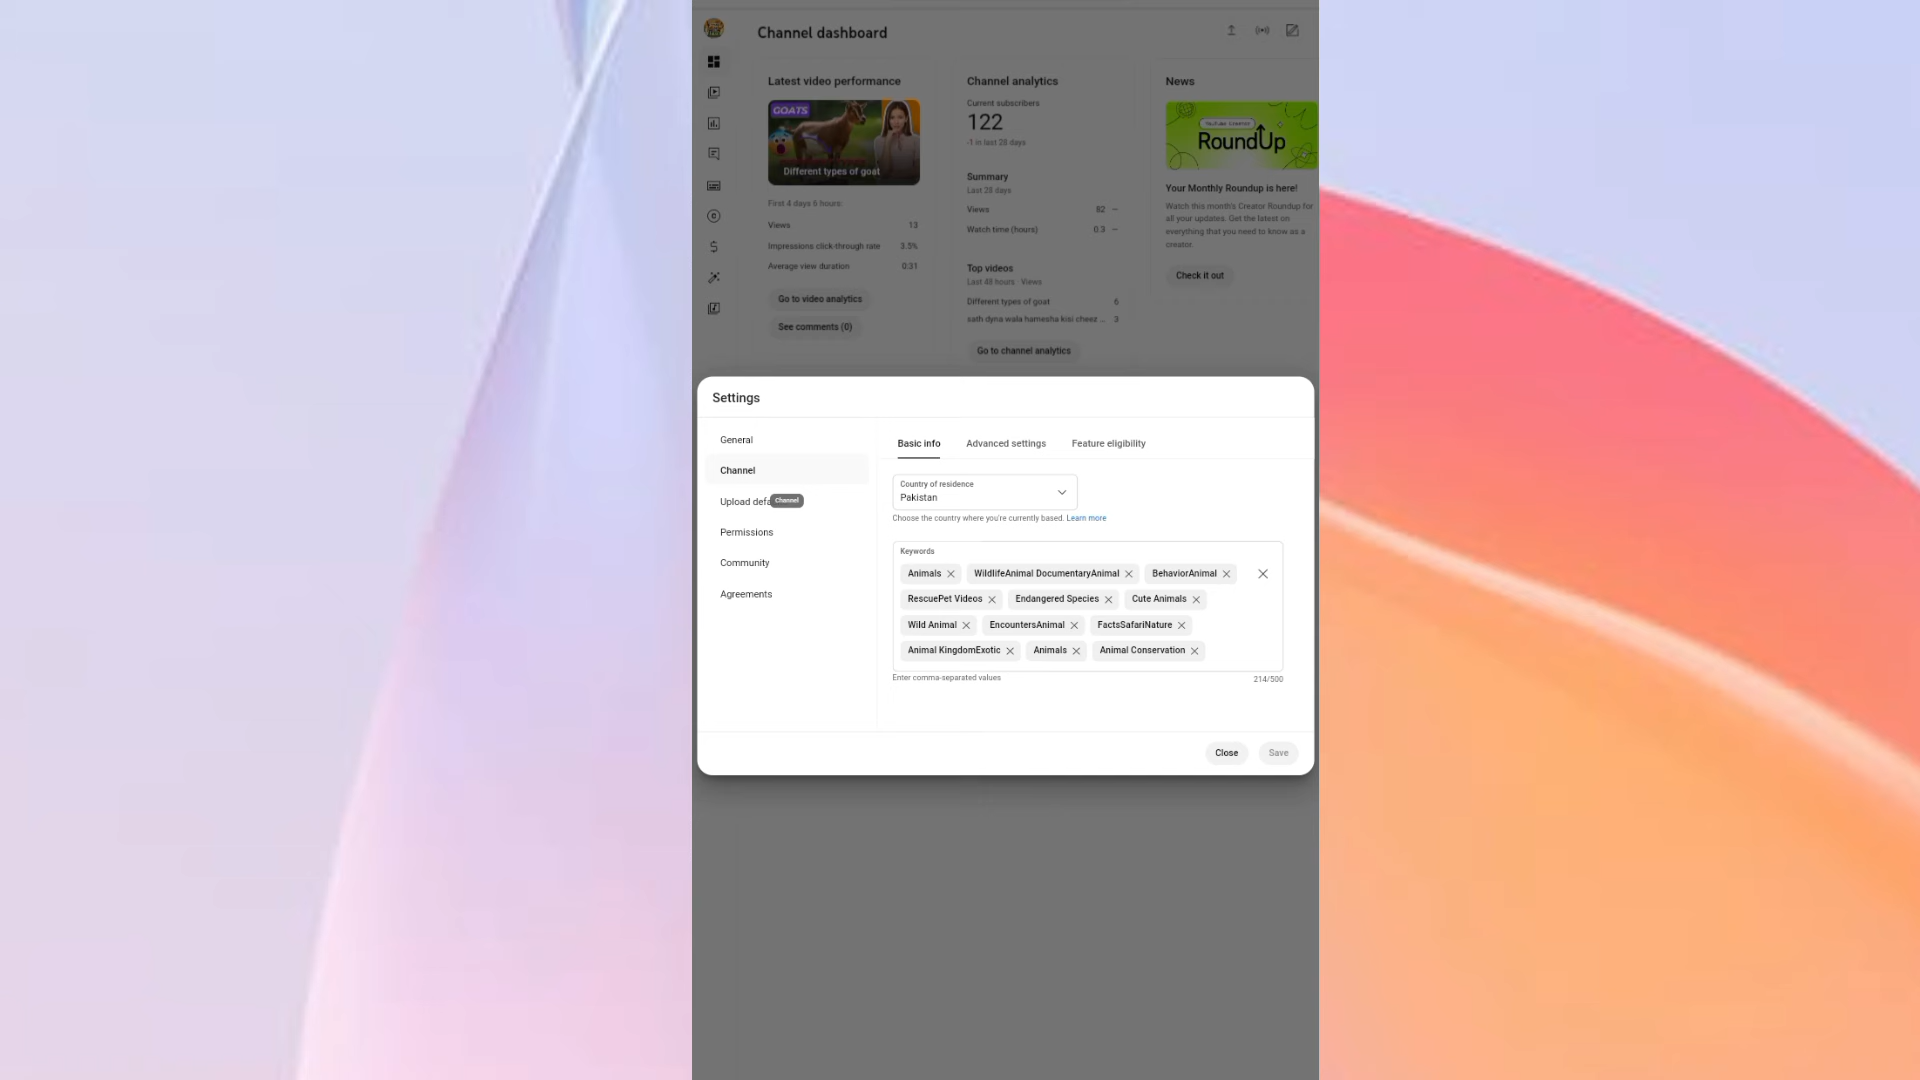 Channel dashboard
Latest video performance
GOATS
Different types of goat
First 4 days 6 hours:
Views 13
Impressions click-through rate 3.5%
Average view duration 0:31
Go to video analytics
See comments (0)
Channel analytics
Current subscribers
122
-1 in last 28 days
Summary
Last 28 days
Views 82 —
Watch time (hours) 0.3 —
Top videos
Last 48 hours · Views
Different types of goat 6
sath dyna wala hamesha kisi cheez ... 3
Go to channel analytics
News
YouTube Creator
RoundUp
Your Monthly Roundup is here!
Watch this month's Creator Roundup for
all your updates. Get the latest on
everything that you need to know as a
creator.
Check it out
Settings
General
Channel
Upload defa
Channel
Permissions
Community
Agreements
Basic info Advanced settings Feature eligibility
Country of residence
Pakistan
Choose the country where you're currently based. Learn more
Keywords
Animals WildlifeAnimal DocumentaryAnimal BehaviorAnimal
RescuePet Videos Endangered Species Cute Animals
Wild Animal EncountersAnimal FactsSafariNature
Animal KingdomExotic Animals Animal Conservation
Enter comma-separated values 214/500
Close Save